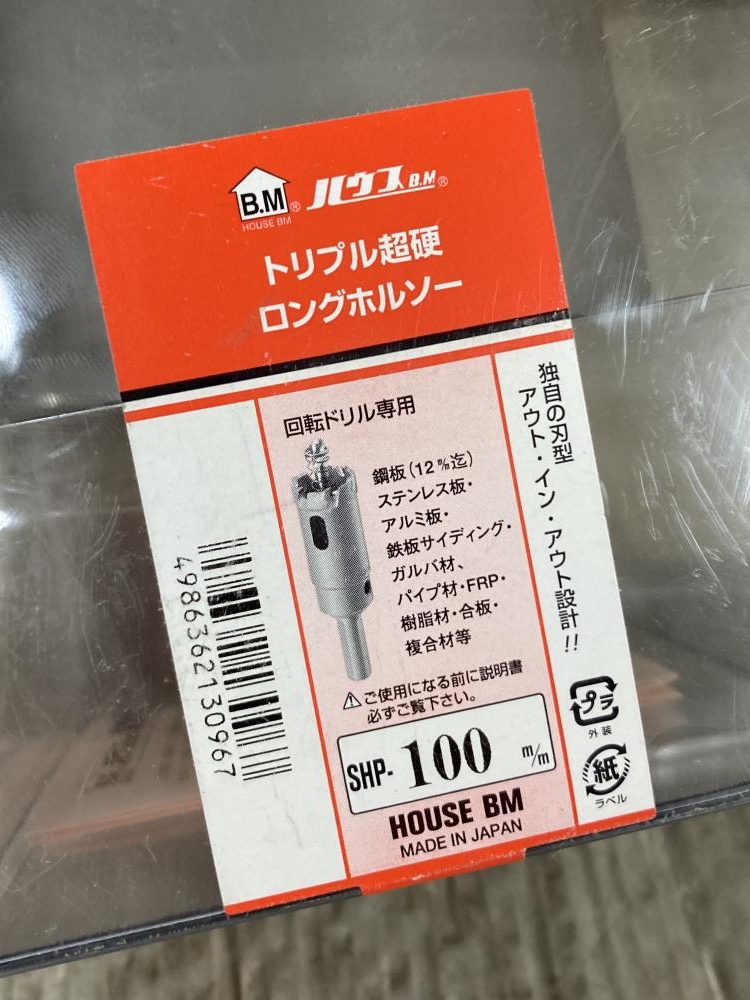 B.M®
HOUSE BM
ハウスB.M®
トリプル超硬
ロングホルソー
回転ドリル専用
鋼板(12m/m迄)
ステンレス板・
アルミ板・
鉄板サイディング・
ガルバ材、
パイプ材・FRP・
樹脂材・合板・
複合材等
独自の刃型
アウト・イン・アウト設計!!
⚠ご使用になる前に説明書
必ずご覧下さい。
SHP-100m/m
HOUSE BM
MADE IN JAPAN
4986362130967
プラ
外装
紙
ラベル